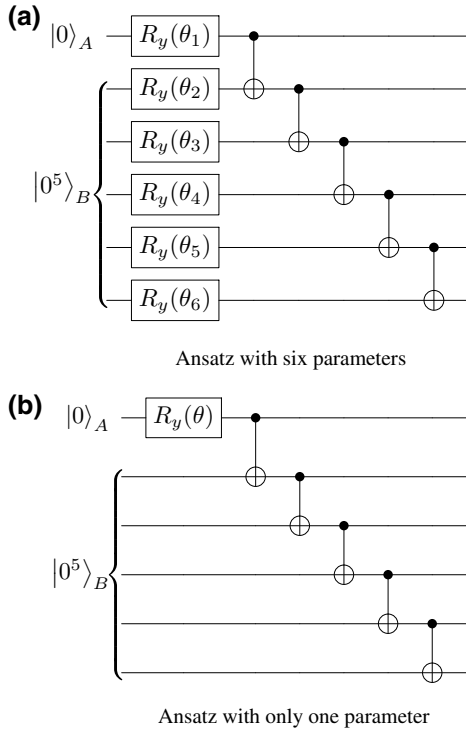 (a)
|0⟩_A R_y(θ_1)
R_y(θ_2)
R_y(θ_3)
|0^5⟩_B R_y(θ_4)
R_y(θ_5)
R_y(θ_6)
Ansatz with six parameters
(b)
|0⟩_A R_y(θ)
|0^5⟩_B
Ansatz with only one parameter